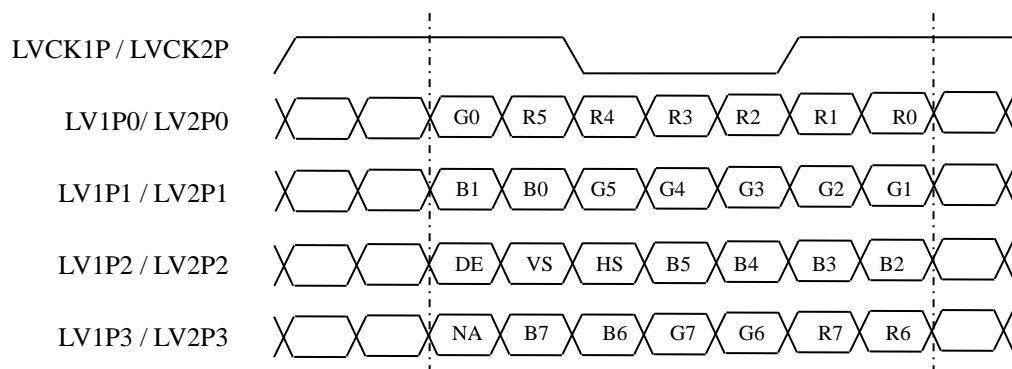 LVCK1P / LVCK2P
LV1P0/ LV2P0 G0 R5 R4 R3 R2 R1 R0
LV1P1 / LV2P1 B1 B0 G5 G4 G3 G2 G1
LV1P2 / LV2P2 DE VS HS B5 B4 B3 B2
LV1P3 / LV2P3 NA B7 B6 G7 G6 R7 R6